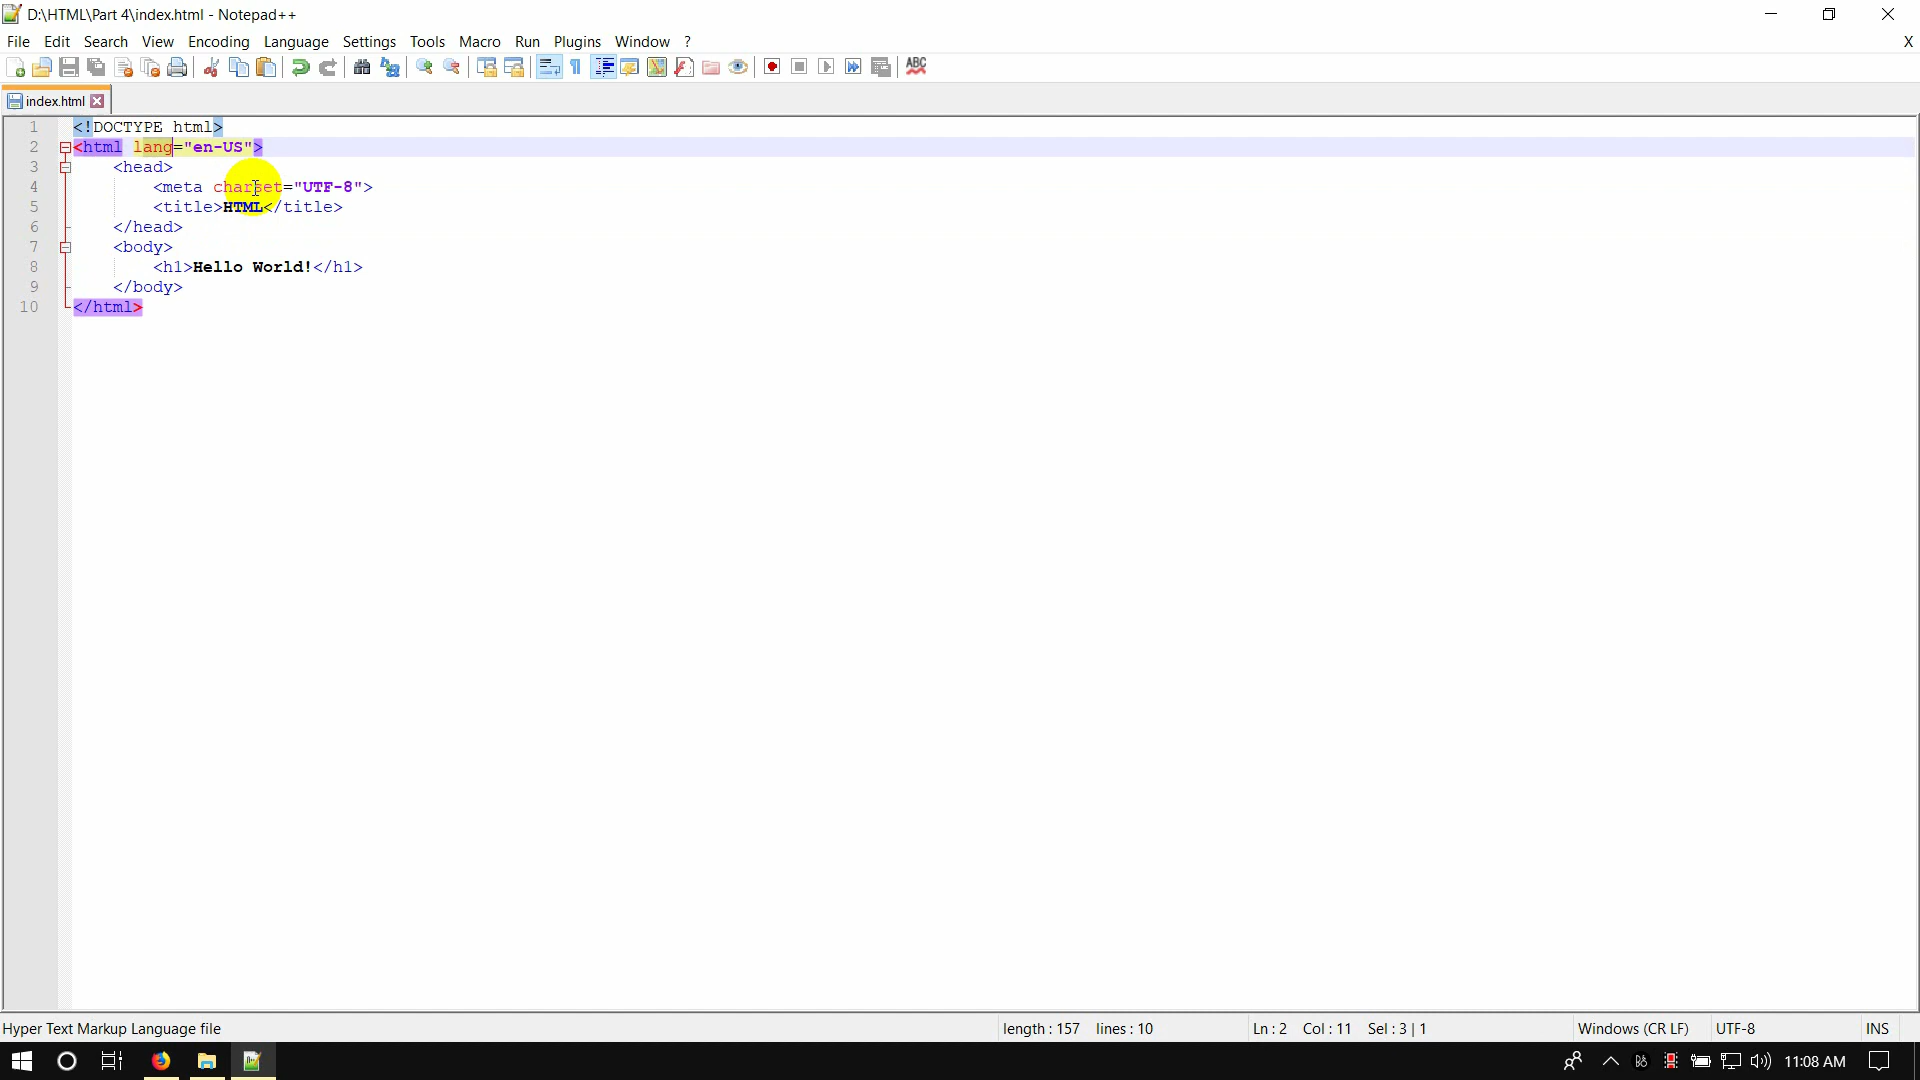 D:\HTML\Part 4\index.html - Notepad++
File Edit Search View Encoding Language Settings Tools Macro Run Plugins Window ? X
ABC
index.html
1 <!DOCTYPE html>
2 <html lang="en-US">
3 <head>
4 <meta charset="UTF-8">
5 <title>HTML</title>
6 </head>
7 <body>
8 <h1>Hello World!</h1>
9 </body>
10 </html>
Hyper Text Markup Language file length : 157 lines : 10 Ln : 2 Col : 11 Sel : 3 | 1 Windows (CR LF) UTF-8 INS
11:08 AM